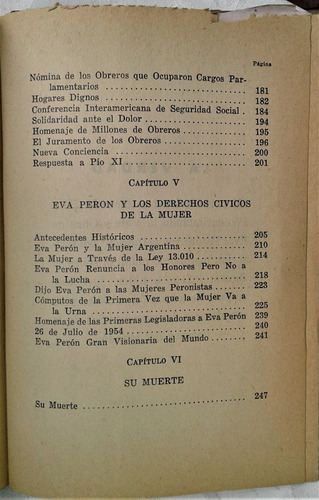 Página
Nómina de los Obreros que Ocuparon Cargos Par-
lamentarios 181
Hogares Dignos 182
Conferencia Interamericana de Seguridad Social 184
Solidaridad ante el Dolor 194
Homenaje de Millones de Obreros 195
El Juramento de los Obreros 196
Nueva Conciencia 200
Respuesta a Pío XI 201
CAPÍTULO V
EVA PERON Y LOS DERECHOS CIVICOS
DE LA MUJER
Antecedentes Históricos 205
Eva Perón y la Mujer Argentina 210
La Mujer a Través de la Ley 13.010 214
Eva Perón Renuncia a los Honores Pero No a
la Lucha 218
Dijo Eva Perón a las Mujeres Peronistas 223
Cómputos de la Primera Vez que la Mujer Va a
la Urna 225
Homenaje de las Primeras Legisladoras a Eva Perón 239
26 de Julio de 1954 240
Eva Perón Gran Visionaria del Mundo 241
CAPÍTULO VI
SU MUERTE
Su Muerte 247